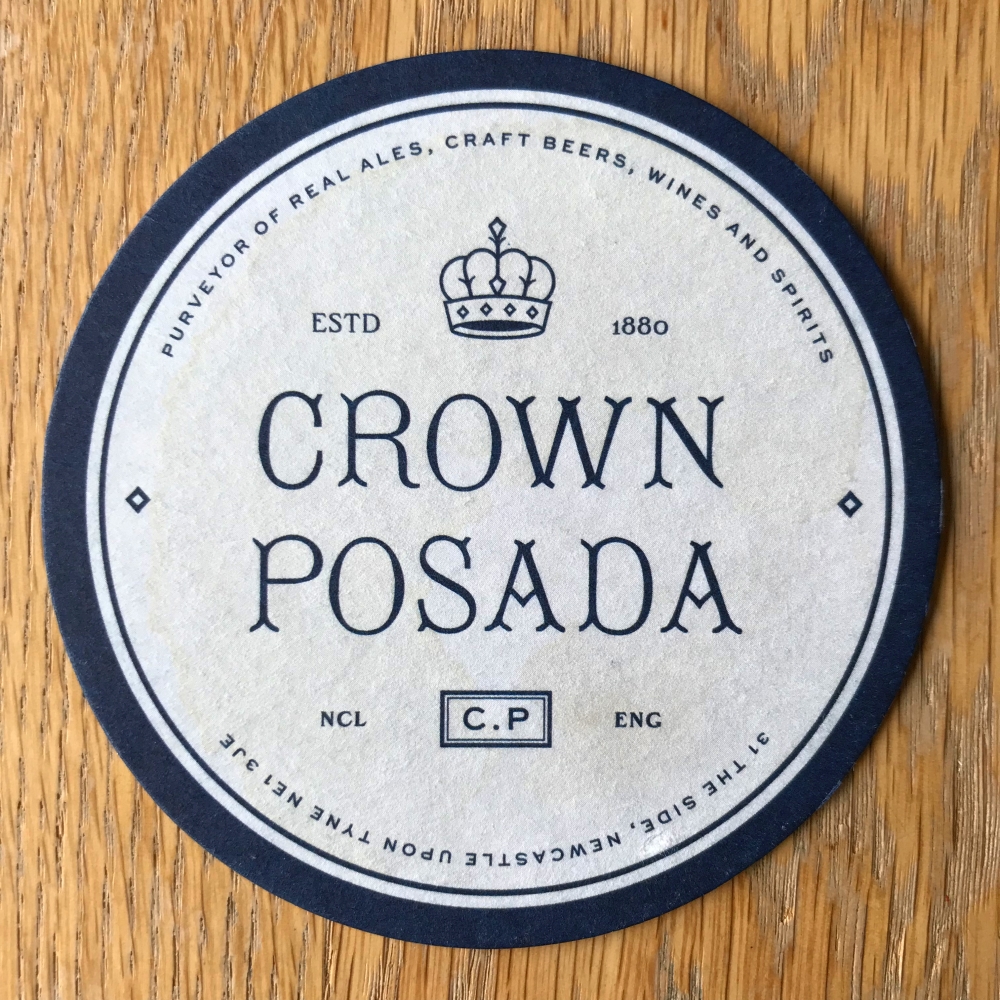 PURVEYOR OF REAL ALES, CRAFT BEERS, WINES AND SPIRITS
ESTD 1880
CROWN
POSADA
NCL C.P ENG
31 THE SIDE, NEWCASTLE UPON TYNE NE1 3JE